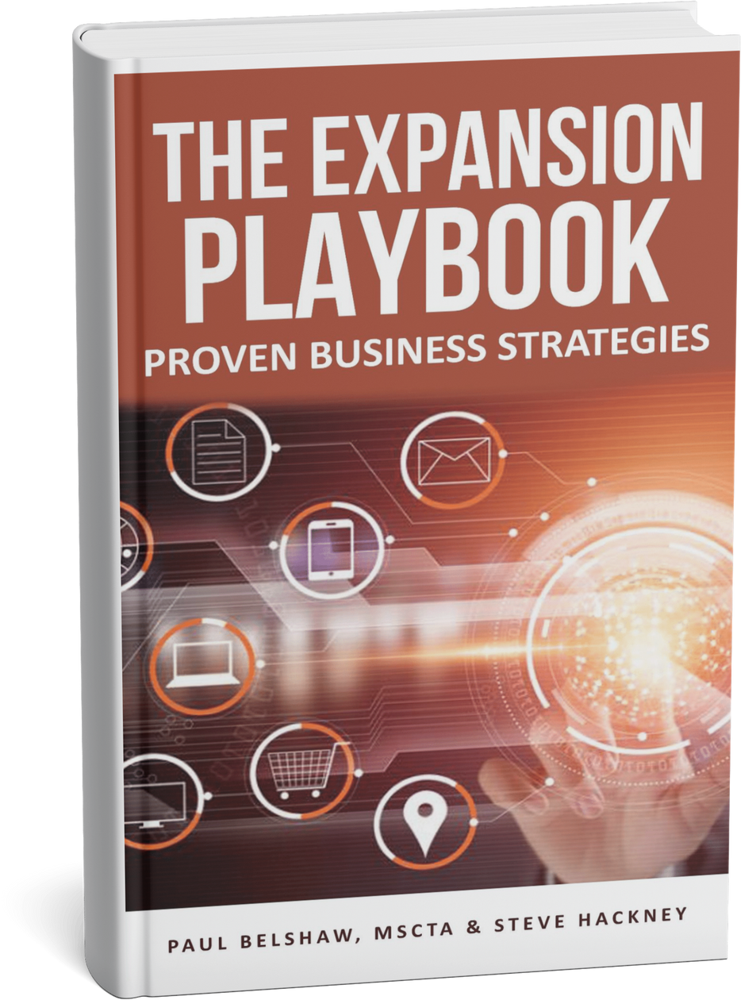 THE EXPANSION
PLAYBOOK
PROVEN BUSINESS STRATEGIES
PAUL BELSHAW, MSCTA & STEVE HACKNEY